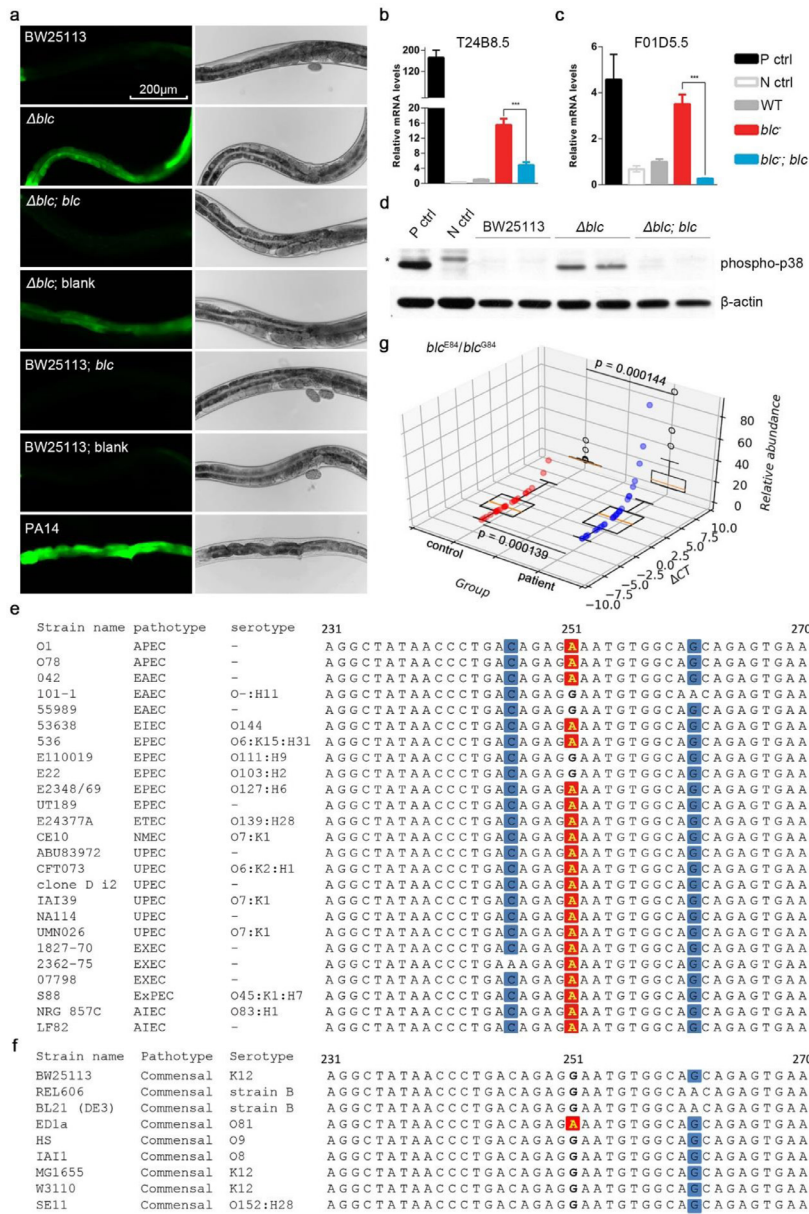 a
BW25113
200μm
Δblc
Δblc; blc
Δblc; blank
BW25113; blc
BW25113; blank
PA14
b
T24B8.5
Relative mRNA levels
200
120
20
16
12
8
4
0
***
c
F01D5.5
Relative mRNA levels
6
4
2
0
***
P ctrl
N ctrl
WT
blc-
blc-; blc
d
P ctrl
N ctrl
BW25113
Δblc
Δblc; blc
*
phospho-p38
β-actin
g
blcE84/blcG84
p = 0.000144
p = 0.000139
control
patient
Group
ΔCT
−10.0
−7.5
−5.0
−2.5
0.0
2.5
5.0
7.5
10.0
Relative abundance
0
20
40
60
80
e
Strain name pathotype serotype 231 251 270
O1 APEC - AGGCTATAACCCTGACAGAGAAATGTGGCAGCAGAGTGAA
O78 APEC - AGGCTATAACCCTGACAGAGAAATGTGGCAGCAGAGTGAA
042 EAEC - AGGCTATAACCCTGACAGAGAAATGTGGCAGCAGAGTGAA
101-1 EAEC O-:H11 AGGCTATAACCCTGACAGAGGAATGTGGCAACAGAGTGAA
55989 EAEC - AGGCTATAACCCTGACAGAGGAATGTGGCAGCAGAGTGAA
53638 EIEC O144 AGGCTATAACCCTGACAGAGAAATGTGGCAGCAGAGTGAA
536 EPEC O6:K15:H31 AGGCTATAACCCTGACAGAGAAATGTGGCAGCAGAGTGAA
E110019 EPEC O111:H9 AGGCTATAACCCTGACAGAGGAATGTGGCAGCAGAGTGAA
E22 EPEC O103:H2 AGGCTATAACCCTGACAGAGGAATGTGGCAGCAGAGTGAA
E2348/69 EPEC O127:H6 AGGCTATAACCCTGACAGAGAAATGTGGCAGCAGAGTGAA
UT189 EPEC - AGGCTATAACCCTGACAGAGAAATGTGGCAGCAGAGTGAA
E24377A ETEC O139:H28 AGGCTATAACCCTGACAGAGAAATGTGGCAGCAGAGTGAA
CE10 NMEC O7:K1 AGGCTATAACCCTGACAGAGAAATGTGGCAGCAGAGTGAA
ABU83972 UPEC - AGGCTATAACCCTGACAGAGAAATGTGGCAGCAGAGTGAA
CFT073 UPEC O6:K2:H1 AGGCTATAACCCTGACAGAGAAATGTGGCAGCAGAGTGAA
clone D i2 UPEC - AGGCTATAACCCTGACAGAGAAATGTGGCAGCAGAGTGAA
IAI39 UPEC O7:K1 AGGCTATAACCCTGACAGAGAAATGTGGCAGCAGAGTGAA
NA114 UPEC - AGGCTATAACCCTGACAGAGAAATGTGGCAGCAGAGTGAA
UMN026 UPEC O7:K1 AGGCTATAACCCTGACAGAGAAATGTGGCAGCAGAGTGAA
1827-70 EXEC - AGGCTATAACCCTGACAGAGAAATGTGGCAGCAGAGTGAA
2362-75 EXEC - AGGCTATAACCCTGAAAGAGAAATGTGGCAGCAGAGTGAA
07798 EXEC - AGGCTATAACCCTGACAGAGAAATGTGGCAGCAGAGTGAA
S88 ExPEC O45:K1:H7 AGGCTATAACCCTGACAGAGAAATGTGGCAGCAGAGTGAA
NRG 857C AIEC O83:H1 AGGCTATAACCCTGACAGAGAAATGTGGCAGCAGAGTGAA
LF82 AIEC - AGGCTATAACCCTGACAGAGAAATGTGGCAGCAGAGTGAA
f
Strain name Pathotype Serotype 231 251 270
BW25113 Commensal K12 AGGCTATAACCCTGACAGAGGAATGTGGCAGCAGAGTGAA
REL606 Commensal strain B AGGCTATAACCCTGACAGAGGAATGTGGCAACAGAGTGAA
BL21 (DE3) Commensal strain B AGGCTATAACCCTGACAGAGGAATGTGGCAACAGAGTGAA
ED1a Commensal O81 AGGCTATAACCCTGACAGAGAAATGTGGCAGCAGAGTGAA
HS Commensal O9 AGGCTATAACCCTGACAGAGGAATGTGGCAGCAGAGTGAA
IAI1 Commensal O8 AGGCTATAACCCTGACAGAGGAATGTGGCAGCAGAGTGAA
MG1655 Commensal K12 AGGCTATAACCCTGACAGAGGAATGTGGCAGCAGAGTGAA
W3110 Commensal K12 AGGCTATAACCCTGACAGAGGAATGTGGCAGCAGAGTGAA
SE11 Commensal O152:H28 AGGCTATAACCCTGACAGAGGAATGTGGCAGCAGAGTGAA